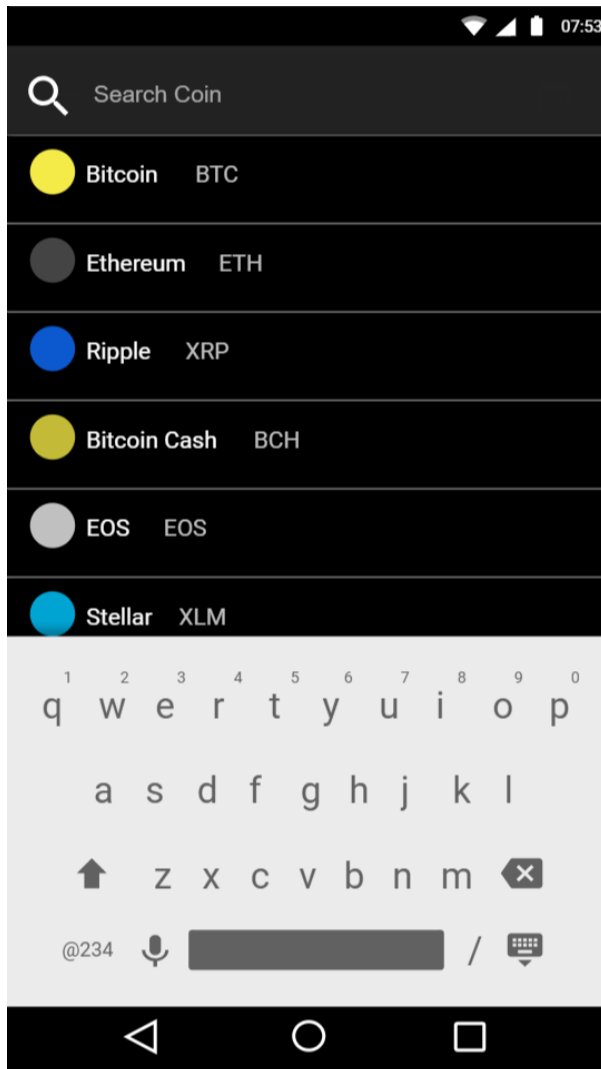 07:53
Search Coin
Bitcoin BTC
Ethereum ETH
Ripple XRP
Bitcoin Cash BCH
EOS EOS
Stellar XLM
1 2 3 4 5 6 7 8 9 0
q w e r t y u i o p
a s d f g h j k l
z x c v b n m
@234 /